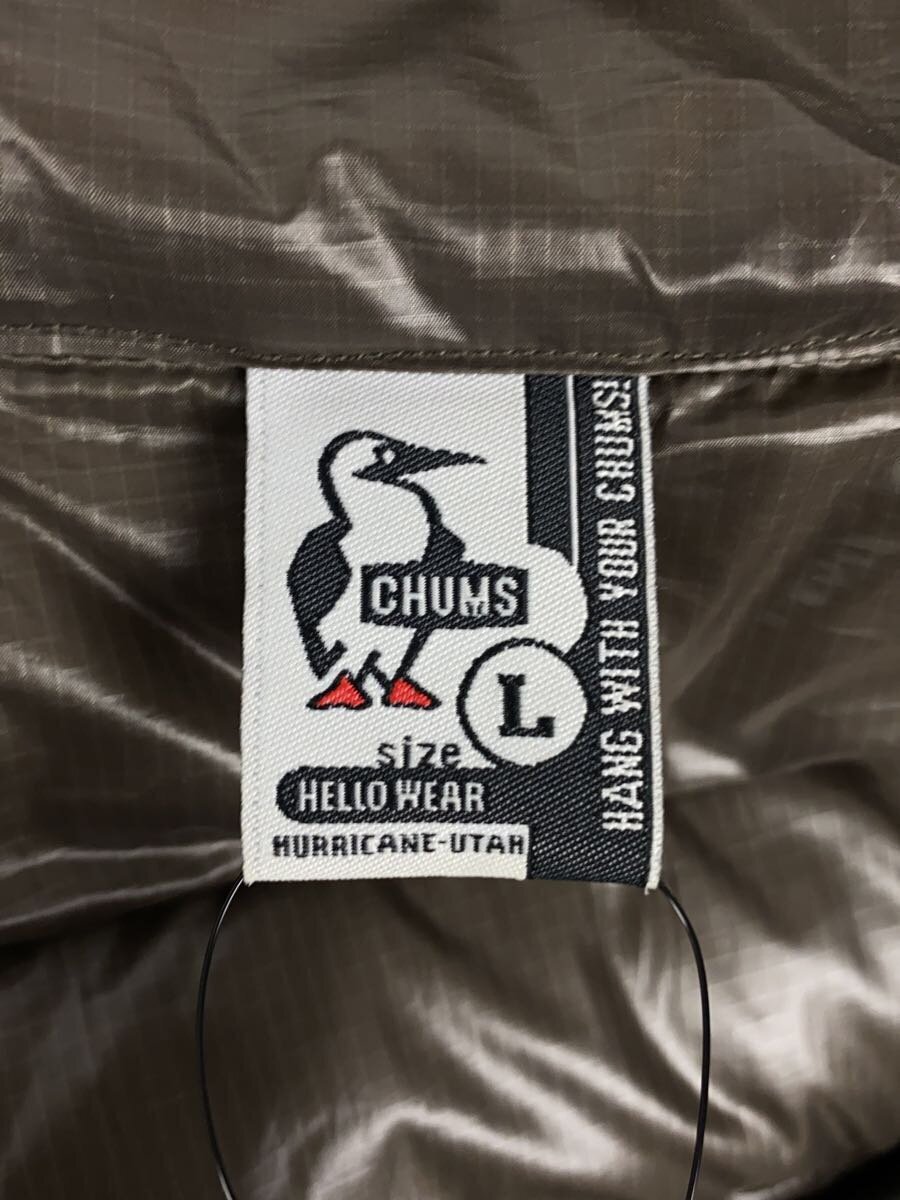 CHUMS
L
size
HELLO WEAR
HURRICANE-UTAH
HANG WITH YOUR CHUMS!